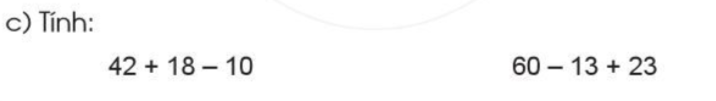 c) Tính:
42 + 18 – 10 60 – 13 + 23